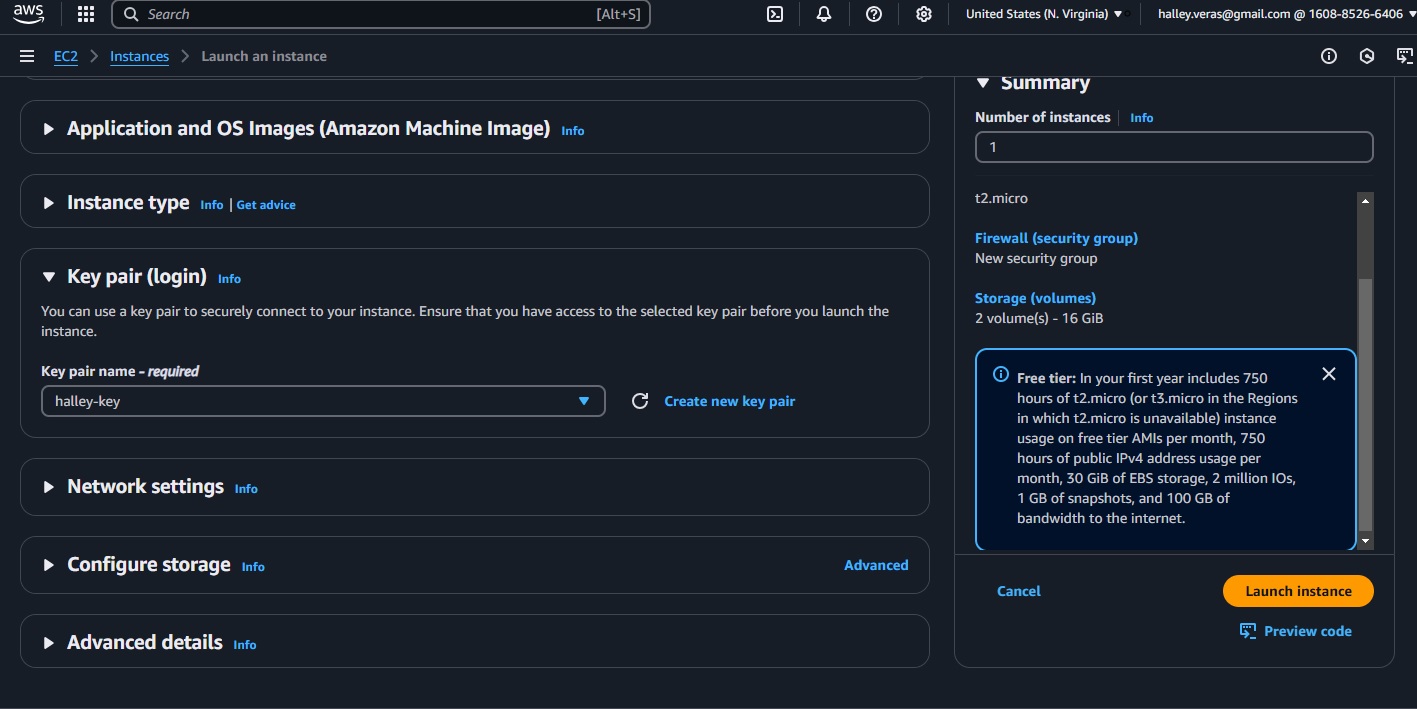 aws
Search
[Alt+S]
United States (N. Virginia)
halley.veras@gmail.com @ 1608-8526-6406
EC2
Instances
Launch an instance
Application and OS Images (Amazon Machine Image) Info
Instance type Info | Get advice
Key pair (login) Info
You can use a key pair to securely connect to your instance. Ensure that you have access to the selected key pair before you launch the
instance.
Key pair name - required
halley-key
Create new key pair
Network settings Info
Configure storage Info
Advanced
Advanced details Info
Summary
Number of instances Info
1
t2.micro
Firewall (security group)
New security group
Storage (volumes)
2 volume(s) - 16 GiB
Free tier: In your first year includes 750
hours of t2.micro (or t3.micro in the Regions
in which t2.micro is unavailable) instance
usage on free tier AMIs per month, 750
hours of public IPv4 address usage per
month, 30 GiB of EBS storage, 2 million IOs,
1 GB of snapshots, and 100 GB of
bandwidth to the internet.
Cancel
Launch instance
Preview code